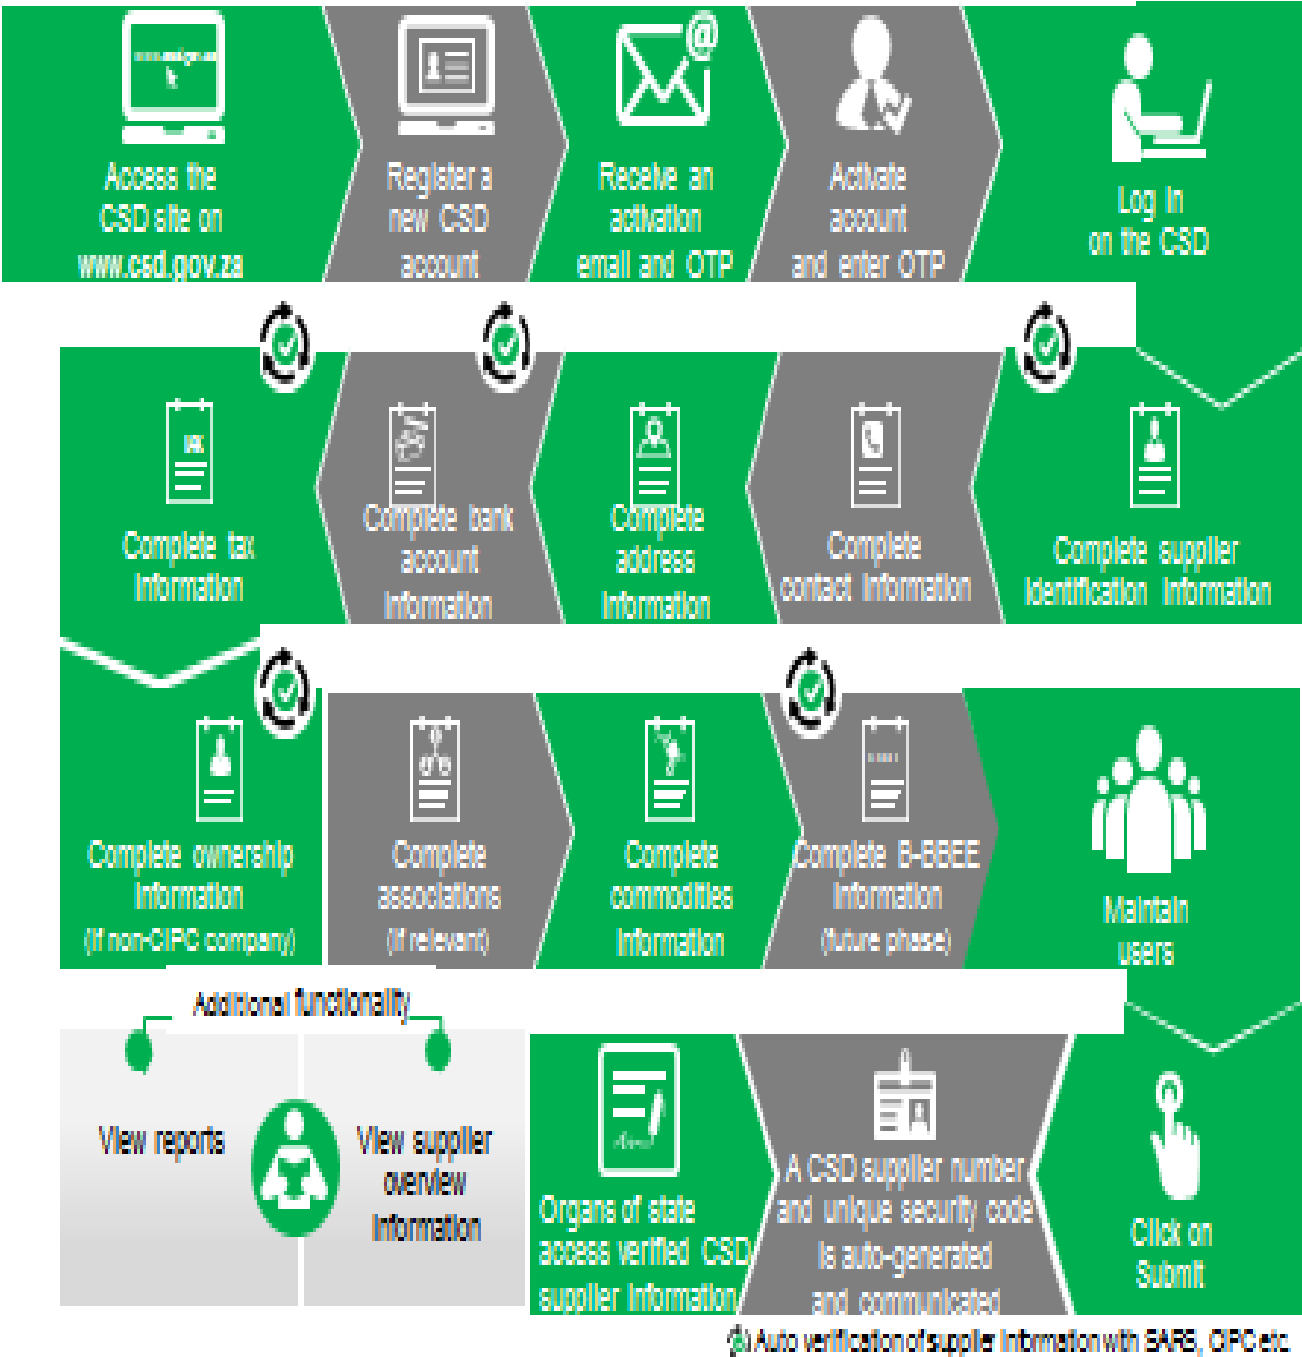 Access the
CSD site on
www.csd.gov.za
Register a
new CSD
account
Receive an
activation
email and OTP
Activate
account
and enter OTP
Log in
on the CSD
Complete supplier
identification information
Complete
contact information
Complete
address
information
Complete bank
account
information
Complete tax
information
Complete ownership
information
(if non-CIPC company)
Complete
associations
(if relevant)
Complete
commodities
information
Complete B-BBEE
information
(future phase)
Maintain
users
Click on
Submit
A CSD supplier number
and unique security code
is auto-generated
and communicated
Organs of state
access verified CSD
supplier information
Additional functionality
View reports
View supplier
overview
information
Auto verification of supplier information with SARS, CIPC etc.